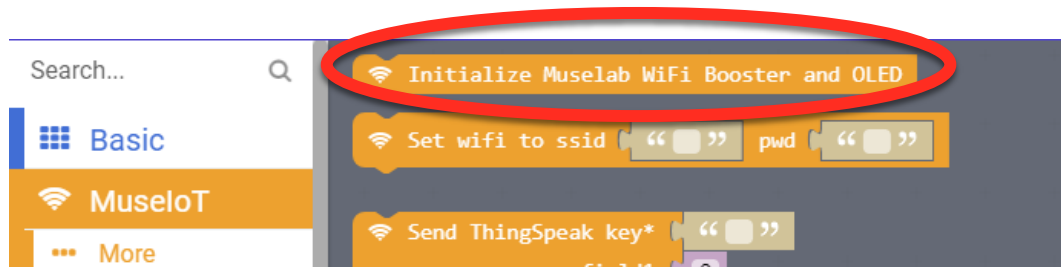 Search...
Initialize Muselab WiFi Booster and OLED
Basic
Set wifi to ssid “ ” pwd “ ”
MuseIoT
Send ThingSpeak key* “ ”
More